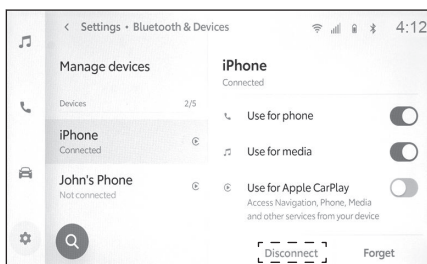 < Settings • Bluetooth & Devices
4:12
Manage devices
Devices 2/5
iPhone
Connected
John's Phone
Not connected
iPhone
Connected
Use for phone
Use for media
Use for Apple CarPlay
Access Navigation, Phone, Media
and other services from your device
Disconnect Forget